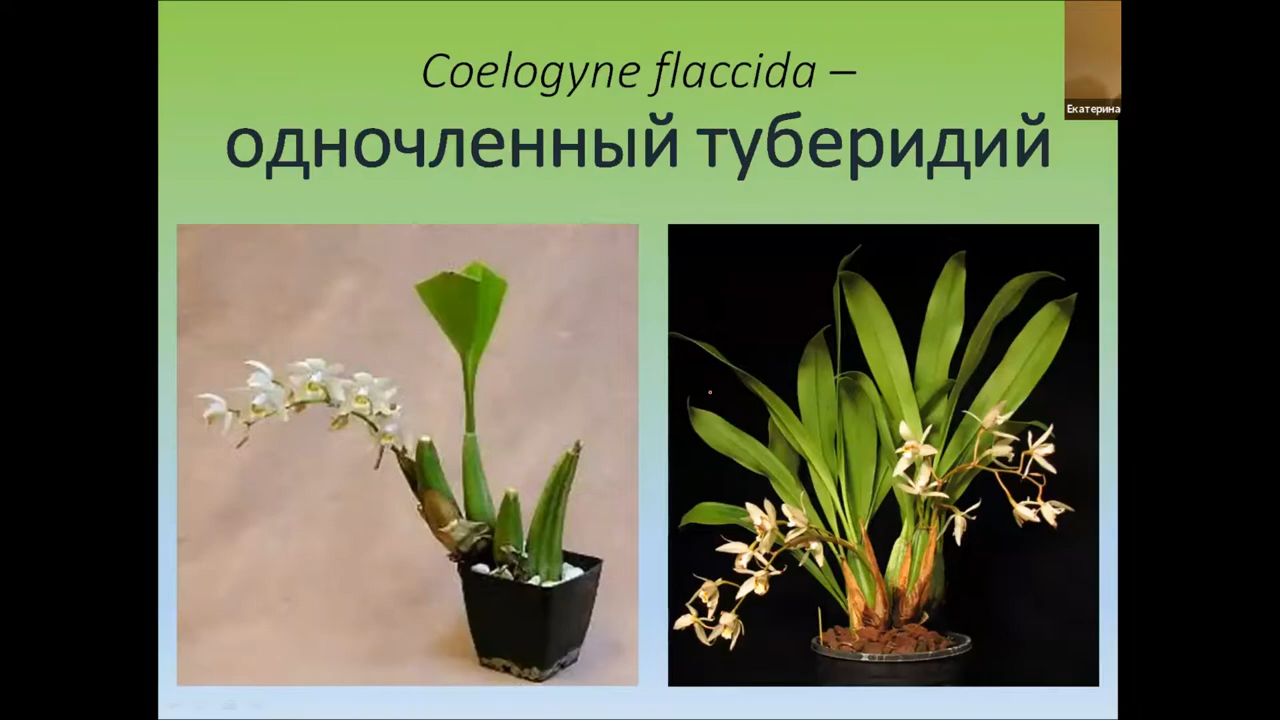 Coelogyne flaccida –
одночленный туберидий
Екатерина